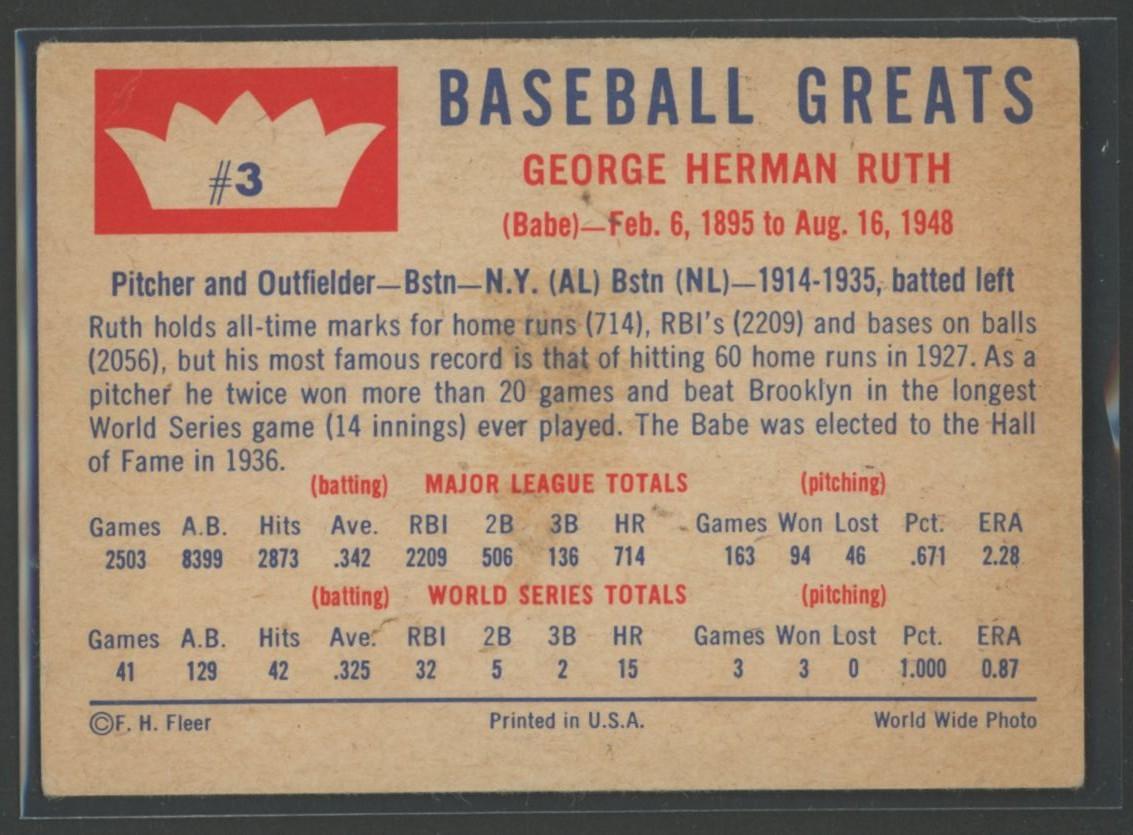 #3
BASEBALL GREATS
GEORGE HERMAN RUTH
(Babe)—Feb. 6, 1895 to Aug. 16, 1948
Pitcher and Outfielder—Bstn—N.Y. (AL) Bstn (NL)—1914-1935, batted left
Ruth holds all-time marks for home runs (714), RBI's (2209) and bases on balls
(2056), but his most famous record is that of hitting 60 home runs in 1927. As a
pitcher he twice won more than 20 games and beat Brooklyn in the longest
World Series game (14 innings) ever played. The Babe was elected to the Hall
of Fame in 1936.
(batting) MAJOR LEAGUE TOTALS (pitching)
Games A.B. Hits Ave. RBI 2B 3B HR Games Won Lost Pct. ERA
2503 8399 2873 .342 2209 506 136 714 163 94 46 .671 2.28
(batting) WORLD SERIES TOTALS (pitching)
Games A.B. Hits Ave. RBI 2B 3B HR Games Won Lost Pct. ERA
41 129 42 .325 32 5 2 15 3 3 0 1.000 0.87
©F. H. Fleer Printed in U.S.A. World Wide Photo